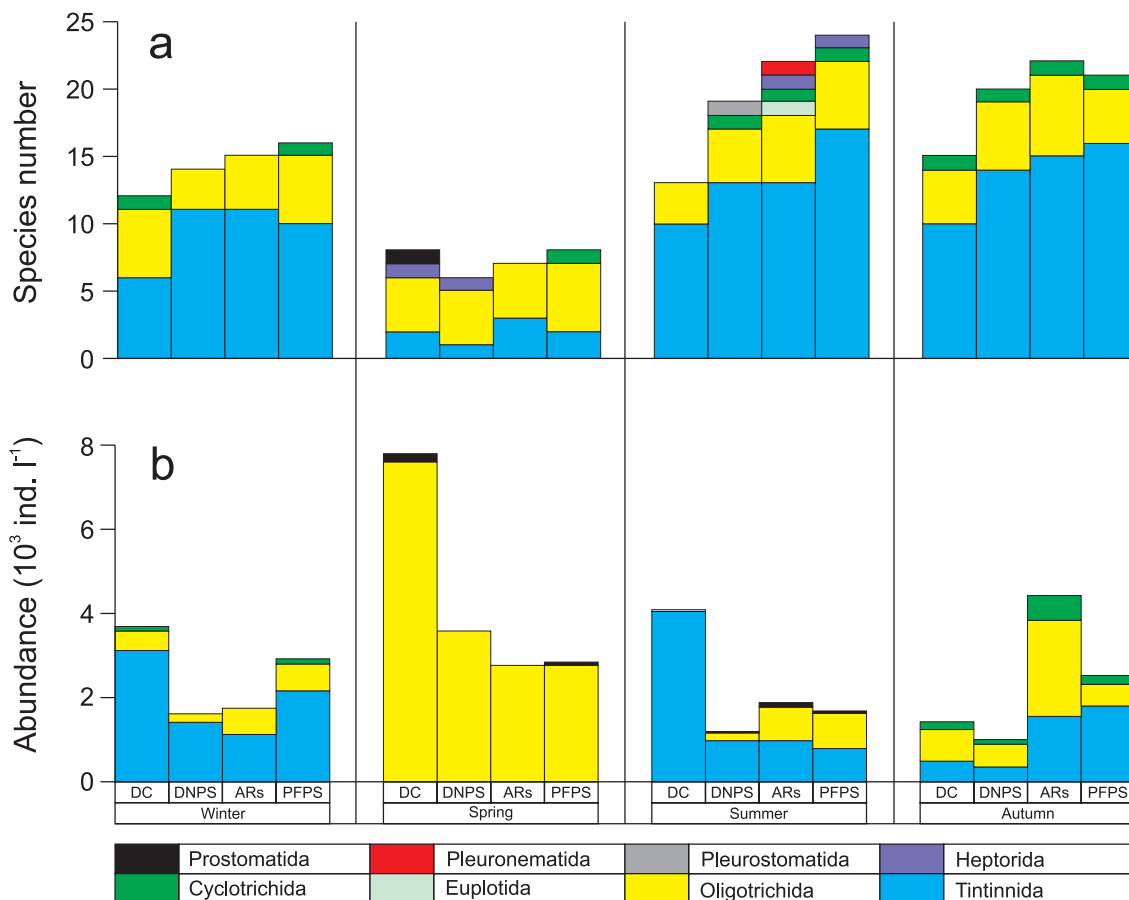 a
Species number
25
20
15
10
5
0
b
Abundance (10³ ind. l⁻¹)
8
6
4
2
0
DC DNPS ARs PFPS DC DNPS ARs PFPS DC DNPS ARs PFPS DC DNPS ARs PFPS
Winter Spring Summer Autumn
Prostomatida Pleuronematida Pleurostomatida Heptorida
Cyclotrichida Euplotida Oligotrichida Tintinnida